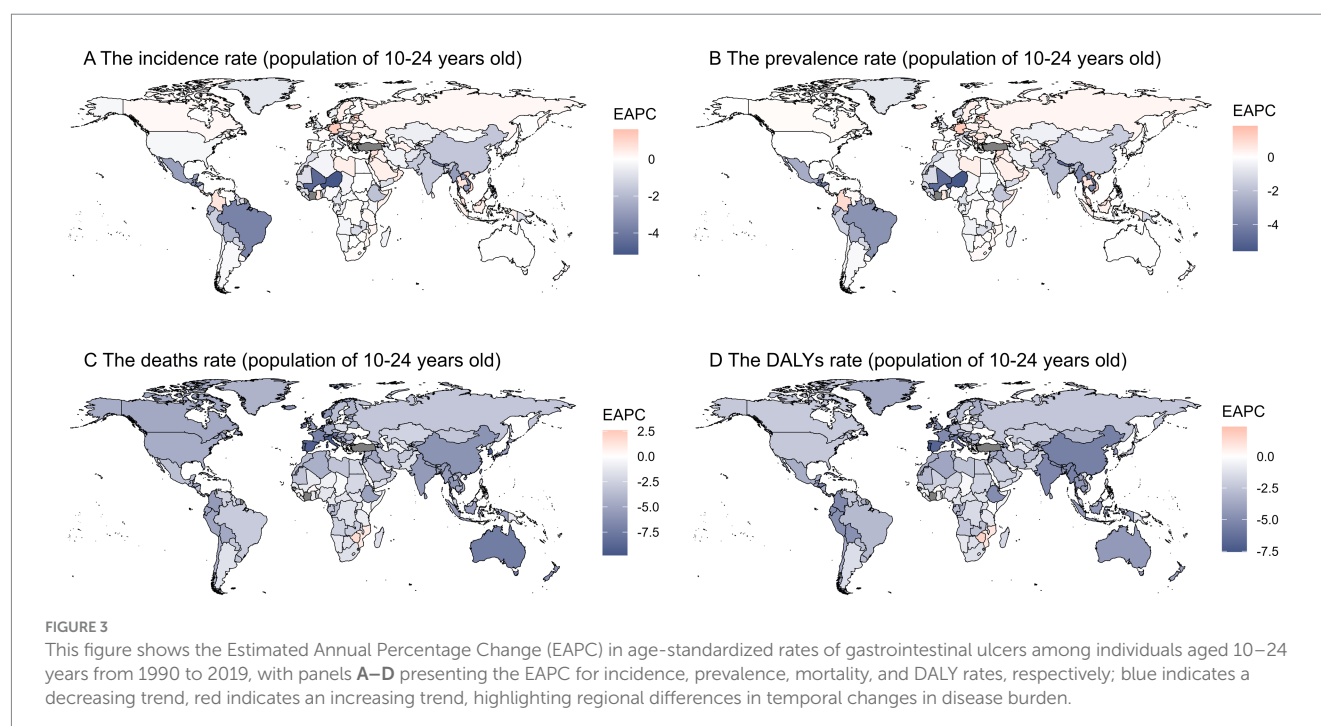 A The incidence rate (population of 10-24 years old)
EAPC
0
-2
-4
B The prevalence rate (population of 10-24 years old)
EAPC
0
-2
-4
C The deaths rate (population of 10-24 years old)
EAPC
2.5
0.0
-2.5
-5.0
-7.5
D The DALYs rate (population of 10-24 years old)
EAPC
0.0
-2.5
-5.0
-7.5
FIGURE 3
This figure shows the Estimated Annual Percentage Change (EAPC) in age-standardized rates of gastrointestinal ulcers among individuals aged 10–24
years from 1990 to 2019, with panels A–D presenting the EAPC for incidence, prevalence, mortality, and DALY rates, respectively; blue indicates a
decreasing trend, red indicates an increasing trend, highlighting regional differences in temporal changes in disease burden.